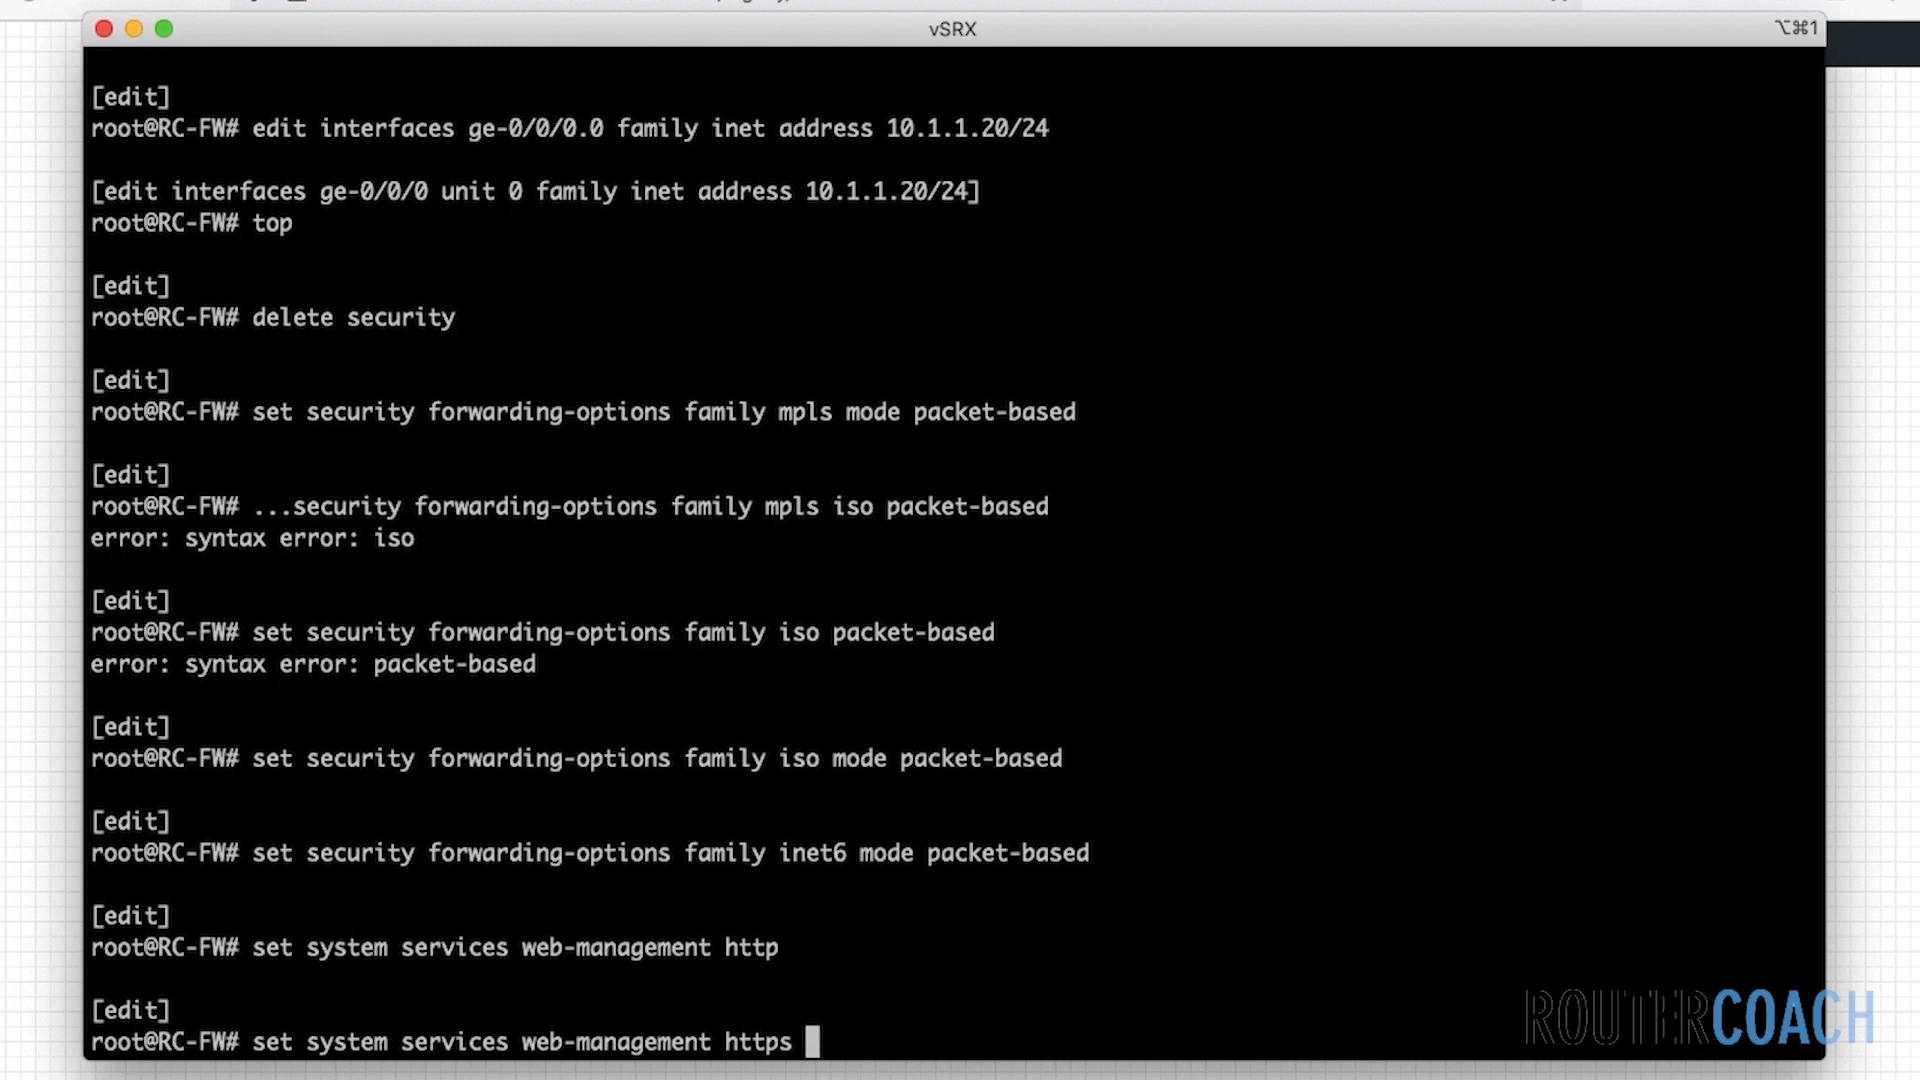 vSRX
⌥⌘1
[edit]
root@RC-FW# edit interfaces ge-0/0/0.0 family inet address 10.1.1.20/24
[edit interfaces ge-0/0/0 unit 0 family inet address 10.1.1.20/24]
root@RC-FW# top
[edit]
root@RC-FW# delete security
[edit]
root@RC-FW# set security forwarding-options family mpls mode packet-based
[edit]
root@RC-FW# ...security forwarding-options family mpls iso packet-based
error: syntax error: iso
[edit]
root@RC-FW# set security forwarding-options family iso packet-based
error: syntax error: packet-based
[edit]
root@RC-FW# set security forwarding-options family iso mode packet-based
[edit]
root@RC-FW# set security forwarding-options family inet6 mode packet-based
[edit]
root@RC-FW# set system services web-management http
[edit]
root@RC-FW# set system services web-management https
ROUTERCOACH